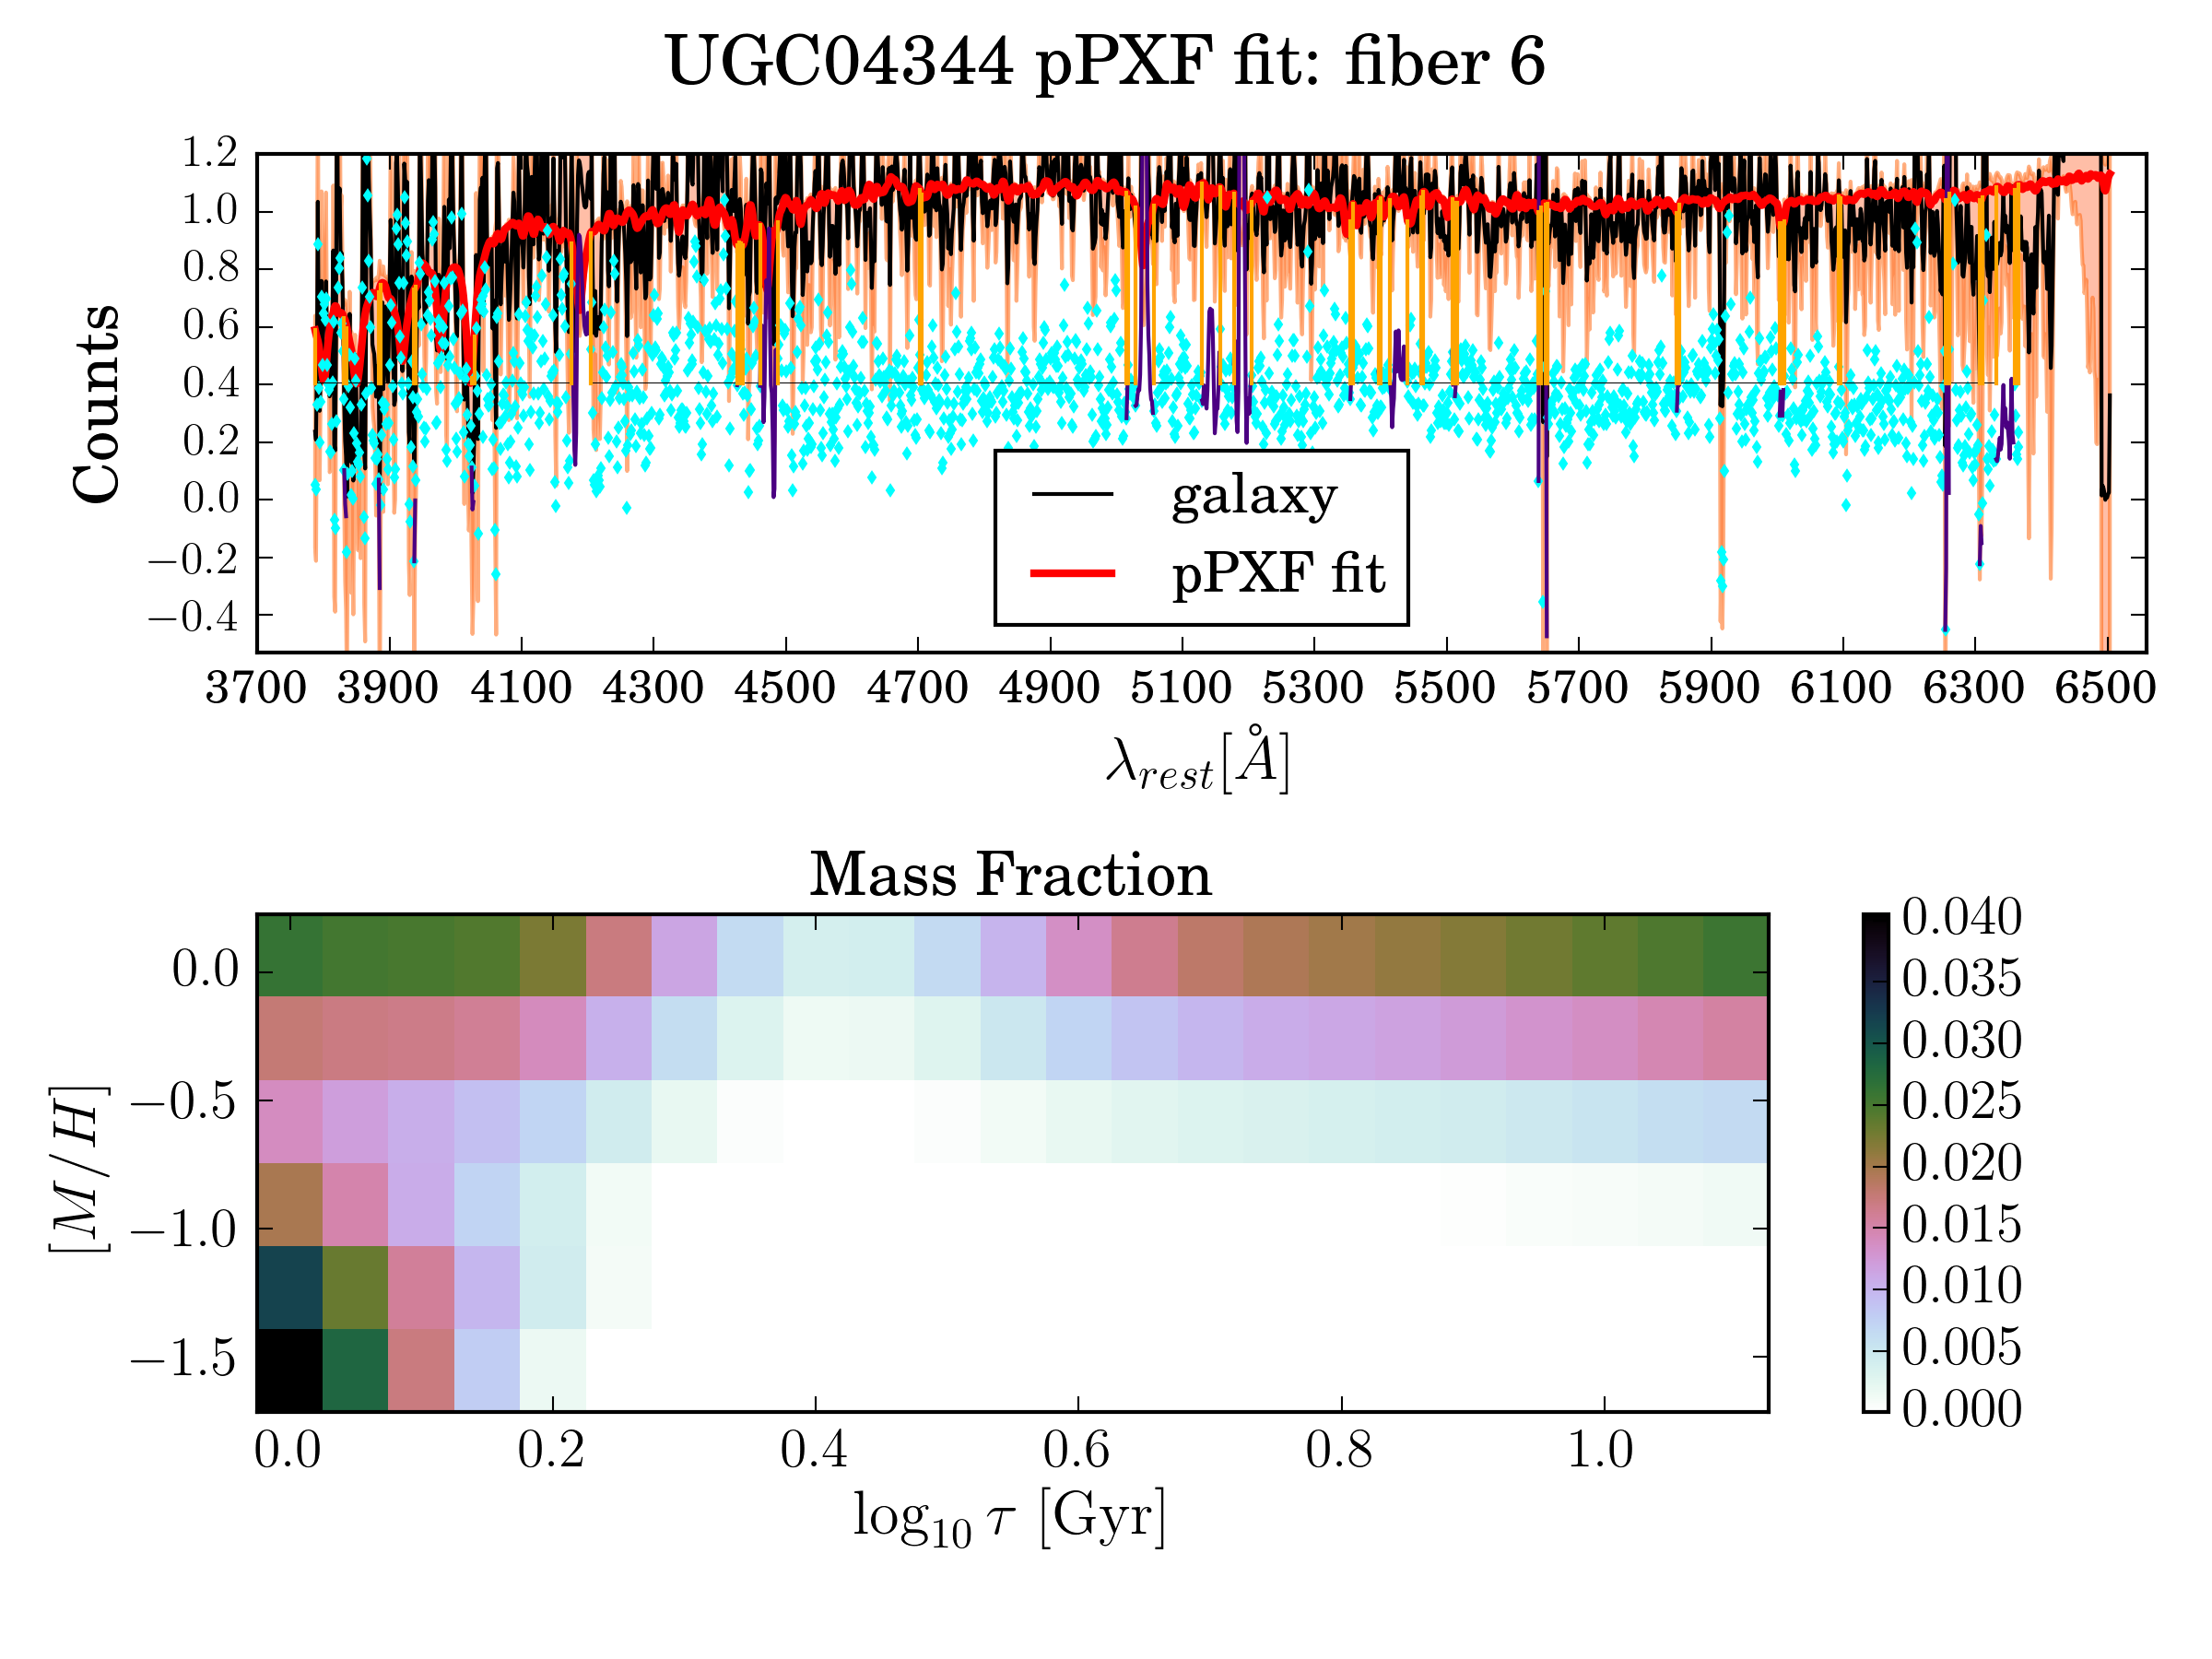 UGC04344 pPXF fit: fiber 6
1.2
1.0
0.8
0.6
0.4
0.2
0.0
−0.2
−0.4
Counts
galaxy
pPXF fit
3700 3900 4100 4300 4500 4700 4900 5100 5300 5500 5700 5900 6100 6300 6500
λrest[Å]
Mass Fraction
0.0
−0.5
−1.0
−1.5
[M/H]
0.0 0.2 0.4 0.6 0.8 1.0
log10 τ [Gyr]
0.040
0.035
0.030
0.025
0.020
0.015
0.010
0.005
0.000